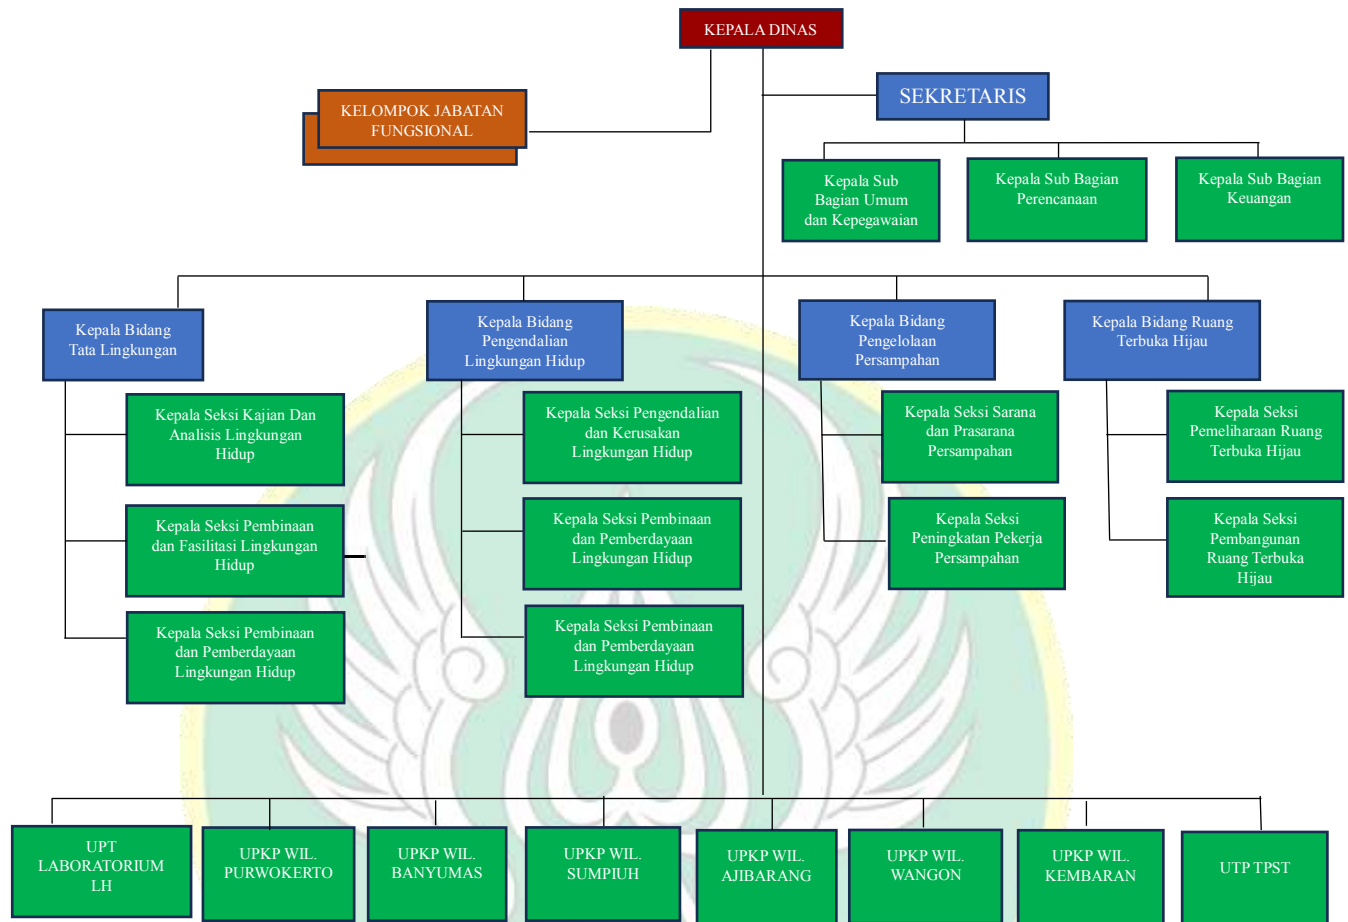 KEPALA DINAS
SEKRETARIS
KELOMPOK JABATAN
FUNGSIONAL
Kepala Sub
Bagian Umum
dan Kepegawaian
Kepala Sub Bagian
Perencanaan
Kepala Sub Bagian
Keuangan
Kepala Bidang
Tata Lingkungan
Kepala Bidang
Pengendalian
Lingkungan Hidup
Kepala Bidang
Pengelolaan
Persampahan
Kepala Bidang Ruang
Terbuka Hijau
Kepala Seksi Kajian Dan
Analisis Lingkungan
Hidup
Kepala Seksi Pengendalian
dan Kerusakan
Lingkungan Hidup
Kepala Seksi Sarana
dan Prasarana
Persampahan
Kepala Seksi
Pemeliharaan Ruang
Terbuka Hijau
Kepala Seksi Pembinaan
dan Fasilitasi Lingkungan
Hidup
Kepala Seksi Pembinaan
dan Pemberdayaan
Lingkungan Hidup
Kepala Seksi
Peningkatan Pekerja
Persampahan
Kepala Seksi
Pembangunan
Ruang Terbuka
Hijau
Kepala Seksi Pembinaan
dan Pemberdayaan
Lingkungan Hidup
Kepala Seksi Pembinaan
dan Pemberdayaan
Lingkungan Hidup
UPT
LABORATORIUM
LH
UPKP WIL.
PURWOKERTO
UPKP WIL.
BANYUMAS
UPKP WIL.
SUMPIUH
UPKP WIL.
AJIBARANG
UPKP WIL.
WANGON
UPKP WIL.
KEMBARAN
UTP TPST